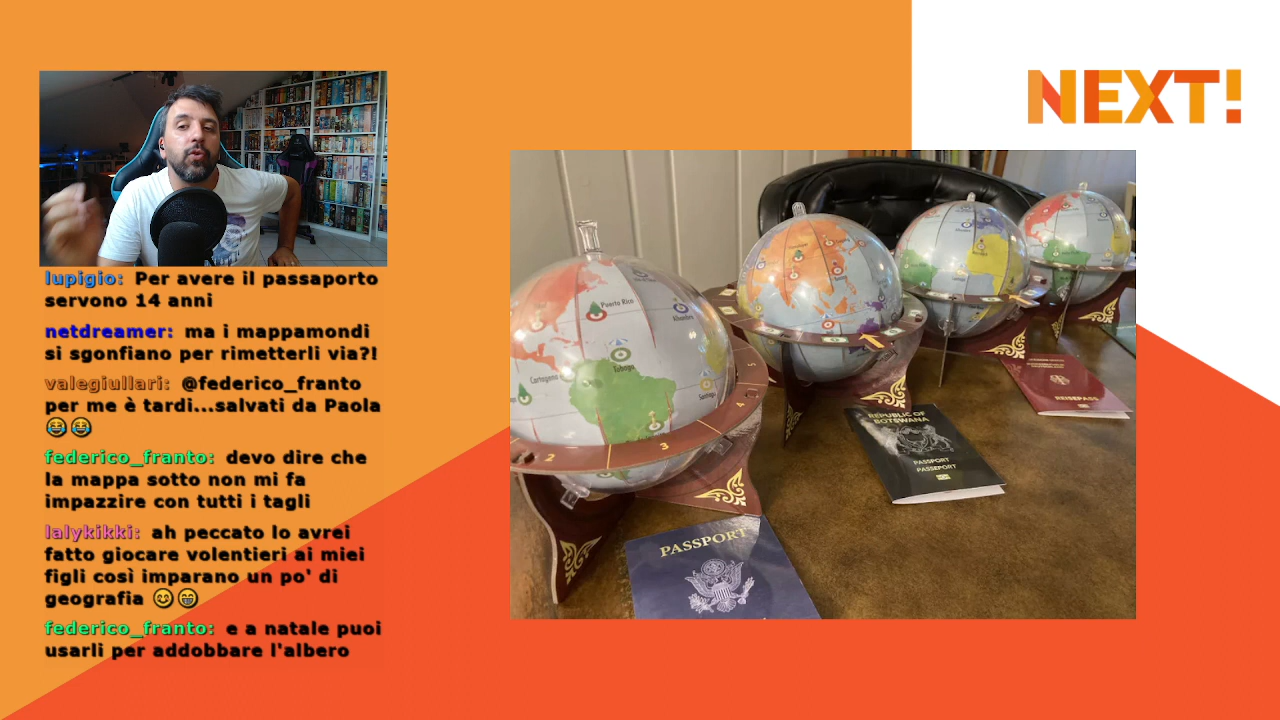 NEXT!
lupigio: Per avere il passaporto
servono 14 anni
netdreamer: ma i mappamondi
si sgonfiano per rimetterli via?!
valegiullari: @federico_franto
per me è tardi...salvati da Paola
😂😂
federico_franto: devo dire che
la mappa sotto non mi fa
impazzire con tutti i tagli
lalykikki: ah peccato lo avrei
fatto giocare volentieri ai miei
figli così imparano un po' di
geografia 😋😁
federico_franto: e a natale puoi
usarli per addobbare l'albero
Puerto Rico
Tobago
Cartagena
2
3
4
5
PASSPORT
REPUBLIC OF
BOTSWANA
PASSPORT
PASSEPORT
REISEPASS